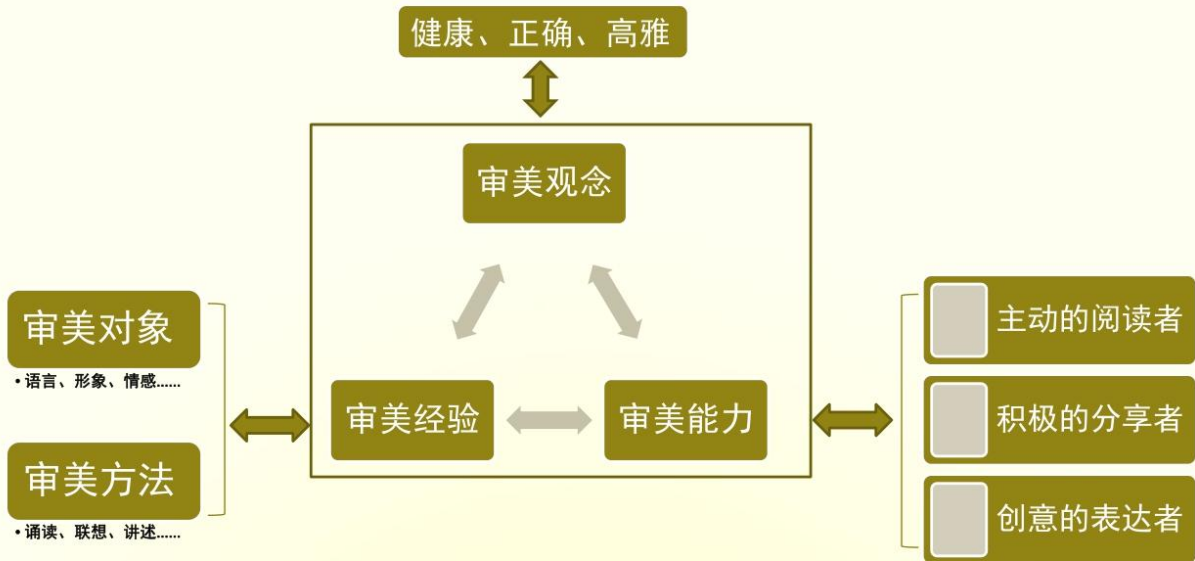 健康、正确、高雅
审美观念
审美对象
• 语言、形象、情感......
审美方法
• 诵读、联想、讲述......
审美经验
审美能力
主动的阅读者
积极的分享者
创意的表达者